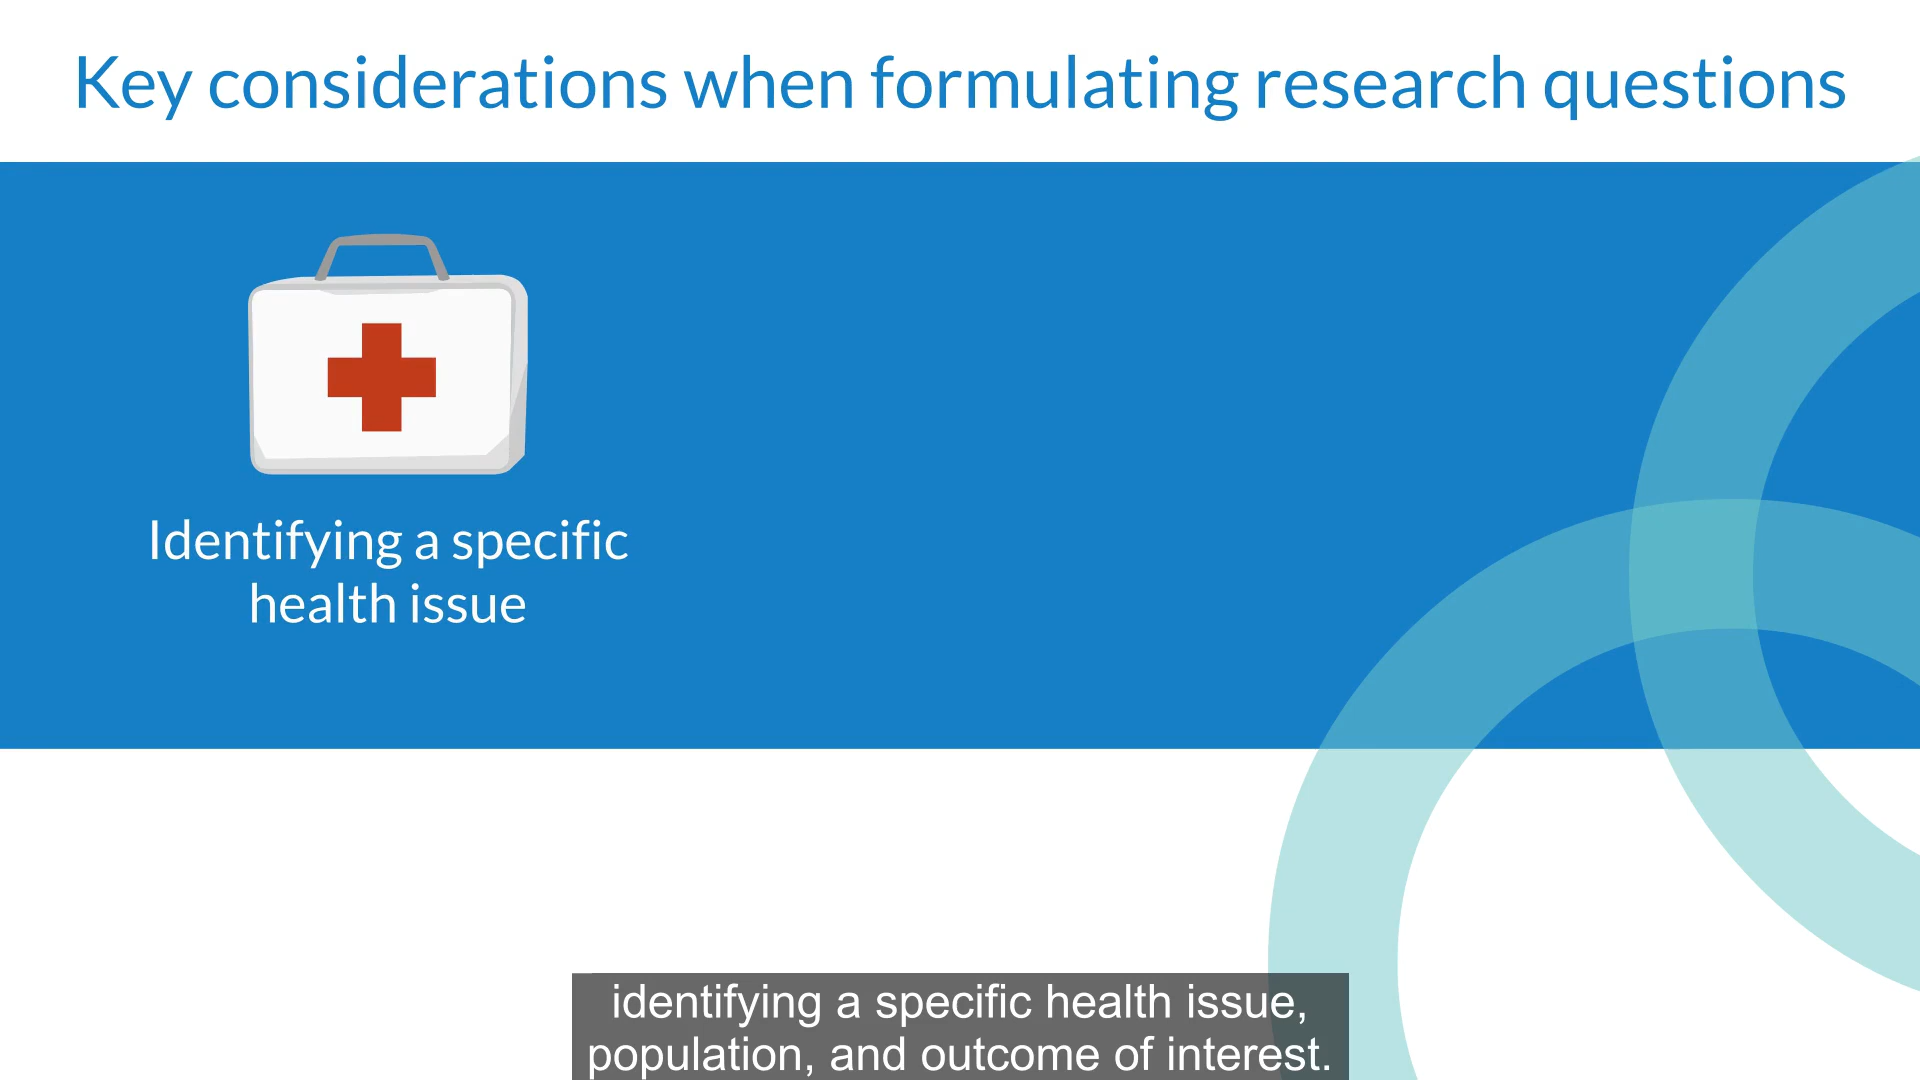 Key considerations when formulating research questions
Identifying a specific
health issue
identifying a specific health issue,
population, and outcome of interest.